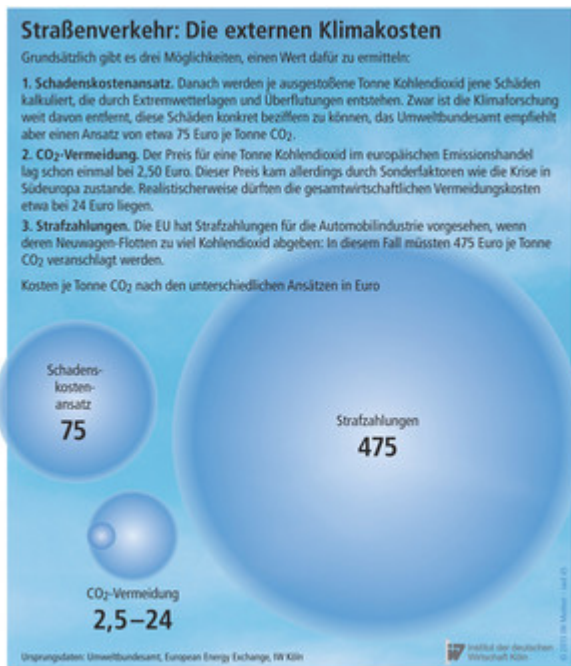 Straßenverkehr: Die externen Klimakosten
Grundsätzlich gibt es drei Möglichkeiten, einen Wert dafür zu ermitteln:
1. Schadenskostenansatz. Danach werden je ausgestoßene Tonne Kohlendioxid jene Schäden
kalkuliert, die durch Extremwetterlagen und Überflutungen entstehen. Zwar ist die Klimaforschung
weit davon entfernt, diese Schäden konkret beziffern zu können, das Umweltbundesamt empfiehlt
aber einen Ansatz von etwa 75 Euro je Tonne CO₂.
2. CO₂-Vermeidung. Der Preis für eine Tonne Kohlendioxid im europäischen Emissionshandel
lag schon einmal bei 2,50 Euro. Dieser Preis kam allerdings durch Sonderfaktoren wie die Krise in
Südeuropa zustande. Realistischerweise dürften die gesamtwirtschaftlichen Vermeidungskosten
etwa bei 24 Euro liegen.
3. Strafzahlungen. Die EU hat Strafzahlungen für die Automobilindustrie vorgesehen, wenn
deren Neuwagen-Flotten zu viel Kohlendioxid abgeben: In diesem Fall müssten 475 Euro je Tonne
CO₂ veranschlagt werden.
Kosten je Tonne CO₂ nach den unterschiedlichen Ansätzen in Euro
Schadens-
kosten-
ansatz
75
Strafzahlungen
475
CO₂-Vermeidung
2,5–24
Ursprungsdaten: Umweltbundesamt, European Energy Exchange, IW Köln
Institut der deutschen
Wirtschaft Köln